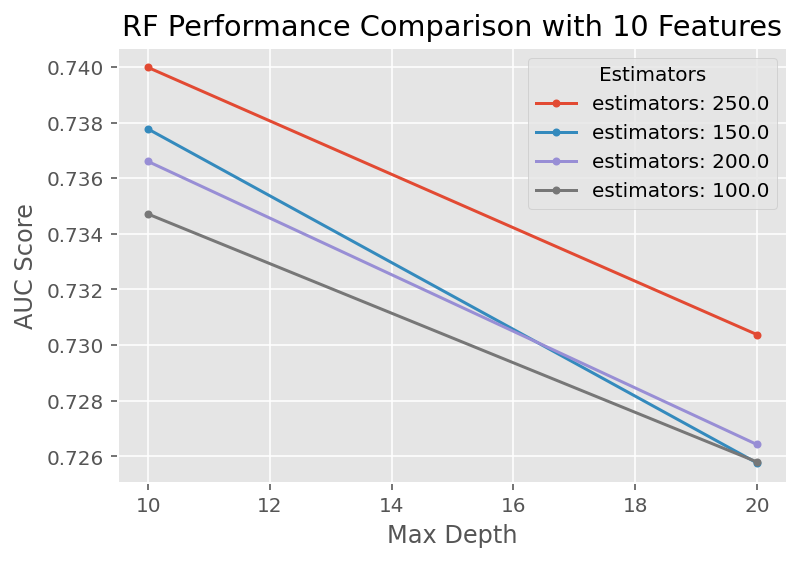 RF Performance Comparison with 10 Features
AUC Score
0.740
0.738
0.736
0.734
0.732
0.730
0.728
0.726
Estimators
estimators: 250.0
estimators: 150.0
estimators: 200.0
estimators: 100.0
10 12 14 16 18 20
Max Depth